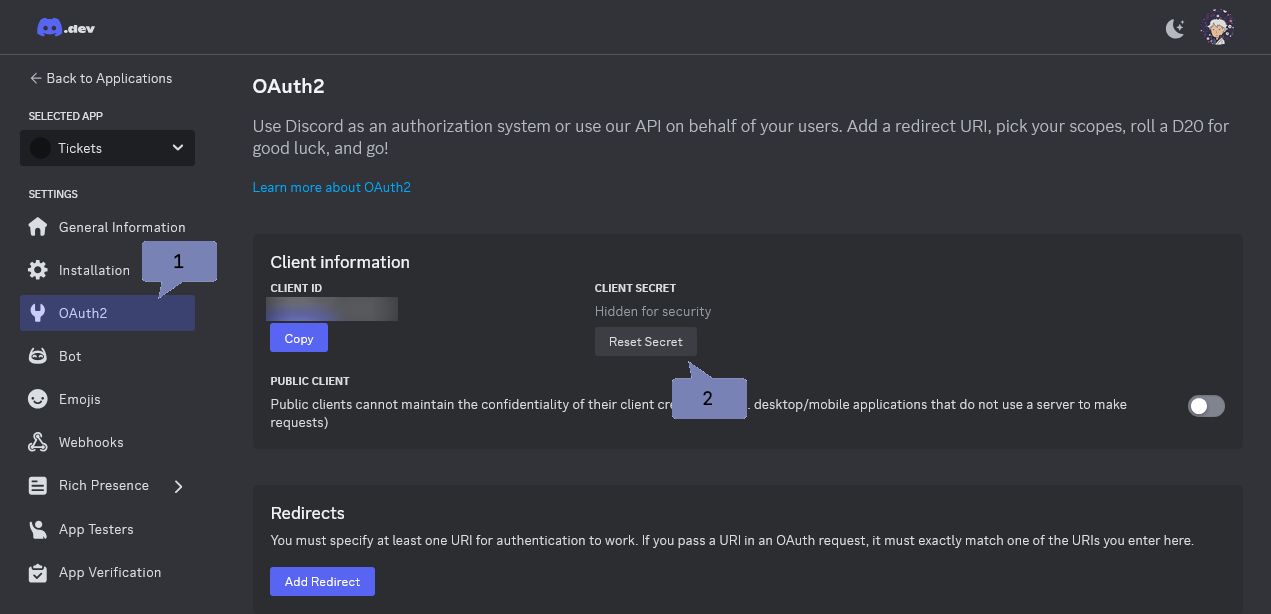 .dev
Back to Applications
SELECTED APP
Tickets
SETTINGS
General Information
Installation
1
OAuth2
Bot
Emojis
Webhooks
Rich Presence
App Testers
App Verification
OAuth2
Use Discord as an authorization system or use our API on behalf of your users. Add a redirect URI, pick your scopes, roll a D20 for
good luck, and go!
Learn more about OAuth2
Client information
CLIENT ID
Copy
CLIENT SECRET
Hidden for security
Reset Secret
2
PUBLIC CLIENT
Public clients cannot maintain the confidentiality of their client desktop/mobile applications that do not use a server to make
requests)
Redirects
You must specify at least one URI for authentication to work. If you pass a URI in an OAuth request, it must exactly match one of the URIs you enter here.
Add Redirect